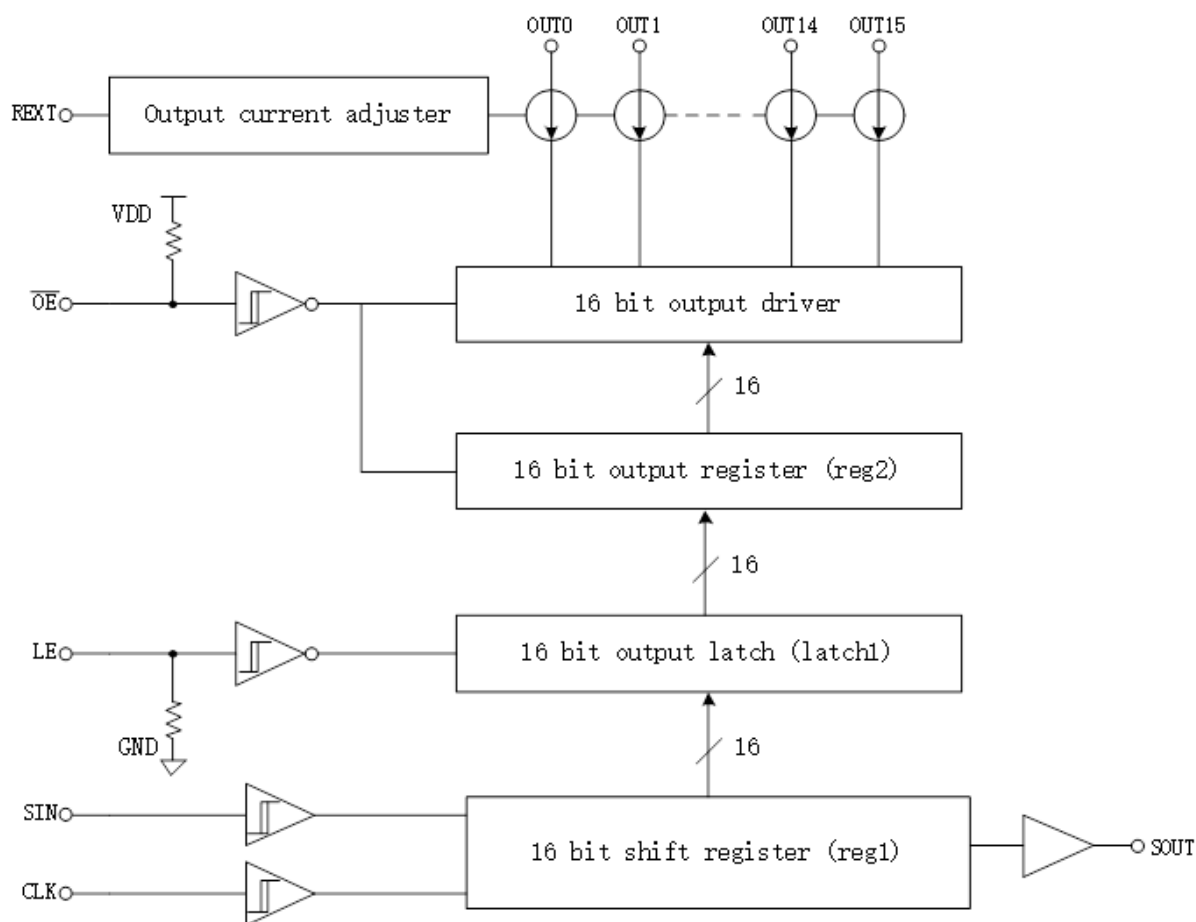 OUT0 OUT1 OUT14 OUT15
REXT Output current adjuster
VDD
OE 16 bit output driver
16
16 bit output register (reg2)
16
LE 16 bit output latch (latch1)
GND 16
SIN
16 bit shift register (reg1) SOUT
CLK